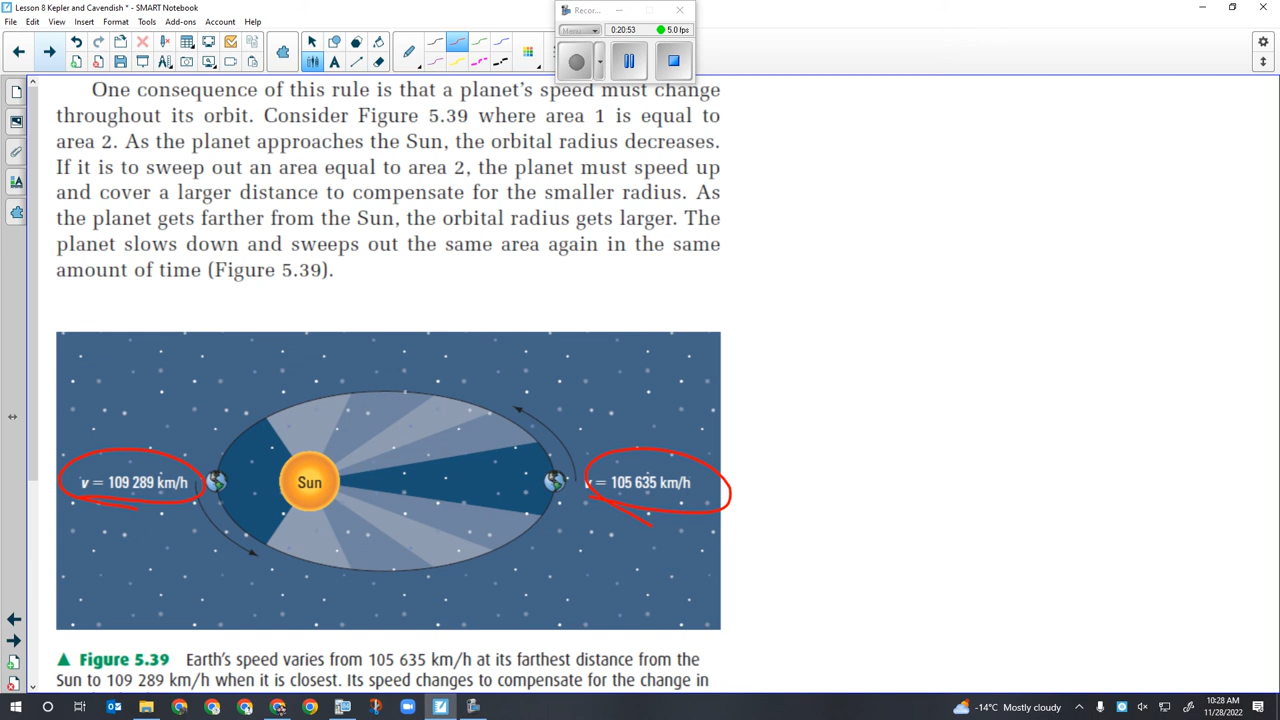 Lesson 8 Kepler and Cavendish - SMART Notebook
File Edit View Insert Format Tools Add-ons Account Help
Recor...
Menu
0:20:53
5.0 fps
One consequence of this rule is that a planet's speed must change
throughout its orbit. Consider Figure 5.39 where area 1 is equal to
area 2. As the planet approaches the Sun, the orbital radius decreases.
If it is to sweep out an area equal to area 2, the planet must speed up
and cover a larger distance to compensate for the smaller radius. As
the planet gets farther from the Sun, the orbital radius gets larger. The
planet slows down and sweeps out the same area again in the same
amount of time (Figure 5.39).
v = 109 289 km/h
Sun
v = 105 635 km/h
▲ Figure 5.39 Earth's speed varies from 105 635 km/h at its farthest distance from the
Sun to 109 289 km/h when it is closest. Its speed changes to compensate for the change in
-14°C Mostly cloudy
10:28 AM
11/28/2022